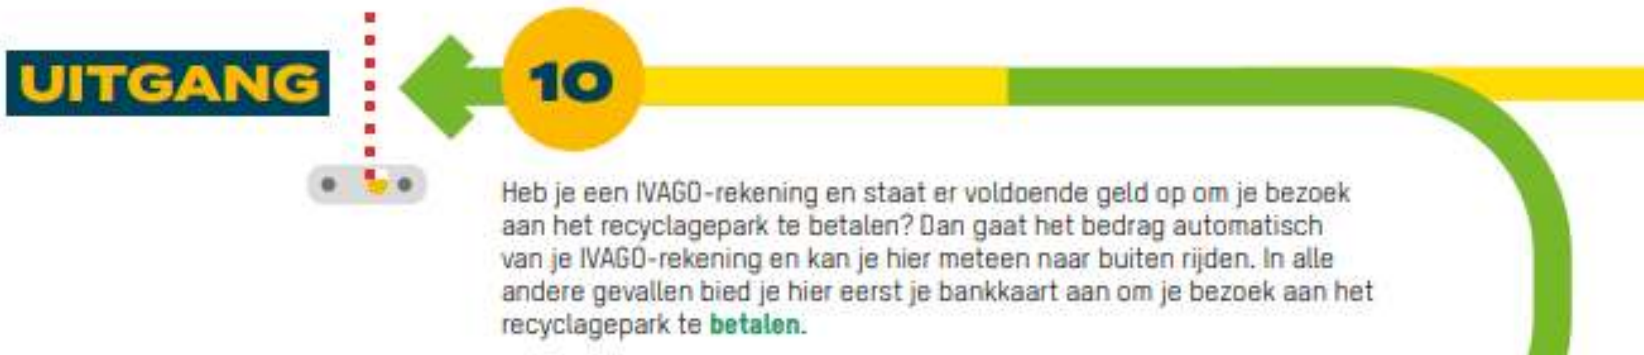 UITGANG
10
Heb je een IVAGO-rekening en staat er voldoende geld op om je bezoek
aan het recyclagepark te betalen? Dan gaat het bedrag automatisch
van je IVAGO-rekening en kan je hier meteen naar buiten rijden. In alle
andere gevallen bied je hier eerst je bankkaart aan om je bezoek aan het
recyclagepark te betalen.